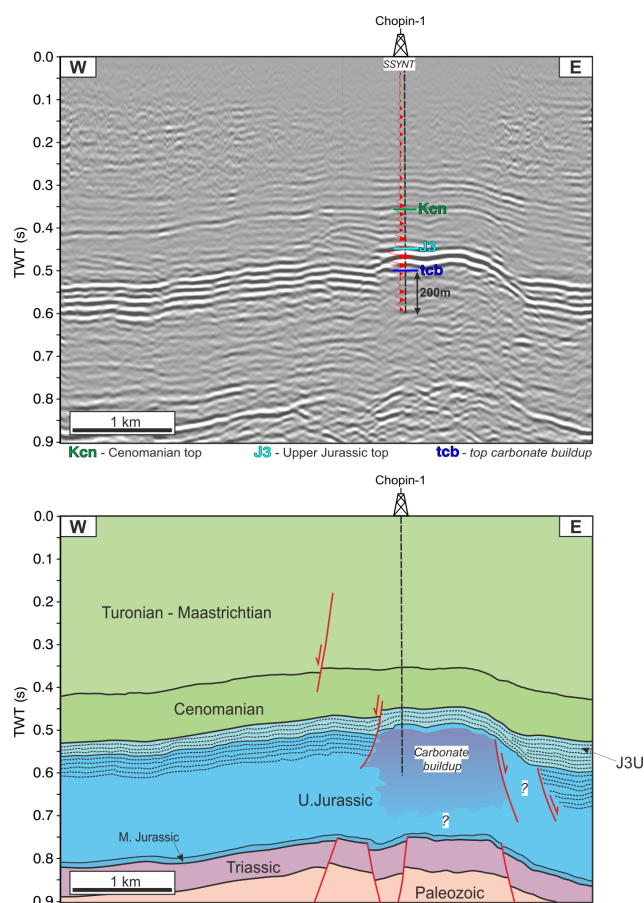 Chopin-1
W
SSYNT
E
0.0
0.1
0.2
0.3
0.4
0.5
0.6
0.7
0.8
0.9
TWT (s)
Kcn
J3
tcb
200m
1 km
Kcn - Cenomanian top
J3 - Upper Jurassic top
tcb - top carbonate buildup
Chopin-1
W
E
0.0
0.1
0.2
0.3
0.4
0.5
0.6
0.7
0.8
0.9
TWT (s)
Turonian - Maastrichtian
Cenomanian
Carbonate
buildup
J3U
?
U.Jurassic
?
M. Jurassic
Triassic
1 km
Paleozoic